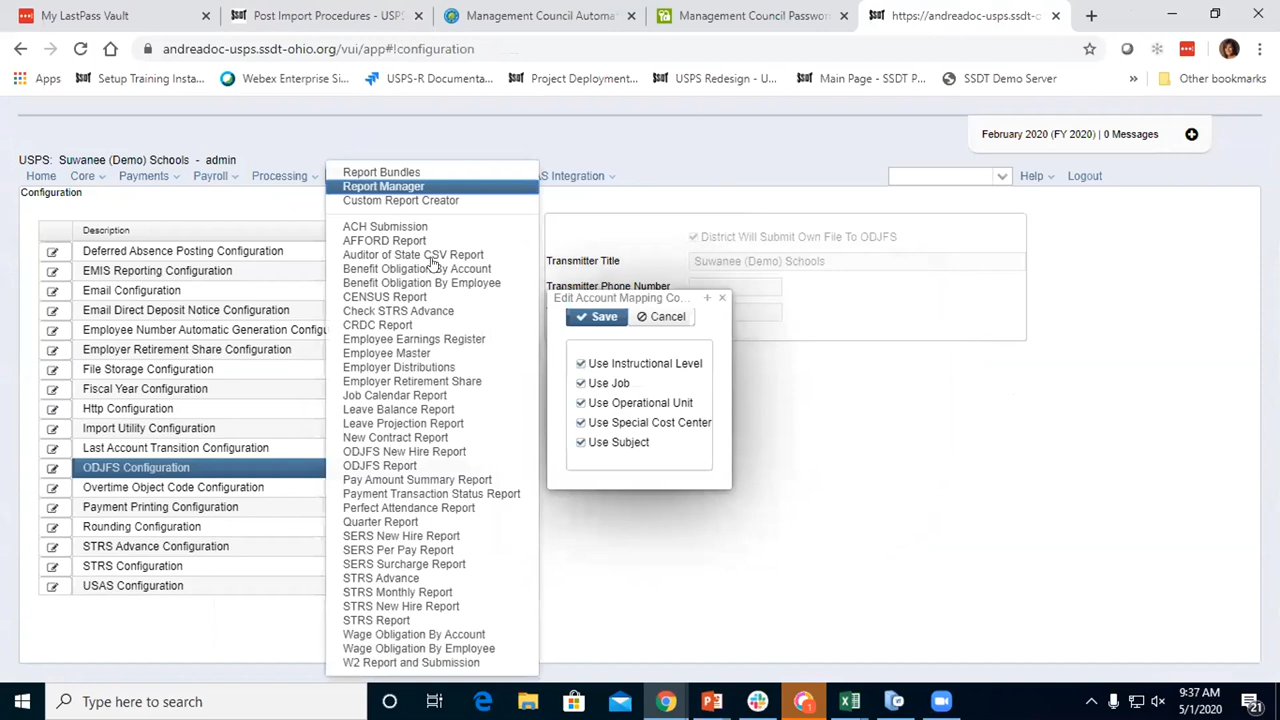 My LastPass Vault
Post Import Procedures - USPS
Management Council Automa
Management Council Passwor
https://andreadoc-usps.ssdt-o
andreadoc-usps.ssdt-ohio.org/vui/app#!configuration
Apps
Setup Training Insta...
Webex Enterprise Si...
USPS-R Documenta...
Project Deployment...
USPS Redesign - U...
Main Page - SSDT P...
SSDT Demo Server
»
Other bookmarks
February 2020 (FY 2020) | 0 Messages
USPS: Suwanee (Demo) Schools - admin
Home
Core
Payments
Payroll
Processing
AS Integration
Help
Logout
Configuration
Description
Deferred Absence Posting Configuration
EMIS Reporting Configuration
Email Configuration
Email Direct Deposit Notice Configuration
Employee Number Automatic Generation Configu
Employer Retirement Share Configuration
File Storage Configuration
Fiscal Year Configuration
Http Configuration
Import Utility Configuration
Last Account Transition Configuration
ODJFS Configuration
Overtime Object Code Configuration
Payment Printing Configuration
Rounding Configuration
STRS Advance Configuration
STRS Configuration
USAS Configuration
Report Bundles
Report Manager
Custom Report Creator
ACH Submission
AFFORD Report
Auditor of State CSV Report
Benefit Obligation By Account
Benefit Obligation By Employee
CENSUS Report
Check STRS Advance
CRDC Report
Employee Earnings Register
Employee Master
Employer Distributions
Employer Retirement Share
Job Calendar Report
Leave Balance Report
Leave Projection Report
New Contract Report
ODJFS New Hire Report
ODJFS Report
Pay Amount Summary Report
Payment Transaction Status Report
Perfect Attendance Report
Quarter Report
SERS New Hire Report
SERS Per Pay Report
SERS Surcharge Report
STRS Advance
STRS Monthly Report
STRS New Hire Report
STRS Report
Wage Obligation By Account
Wage Obligation By Employee
W2 Report and Submission
District Will Submit Own File To ODJFS
Transmitter Title
Suwanee (Demo) Schools
Transmitter Phone Number
Edit Account Mapping Co...
Save
Cancel
Use Instructional Level
Use Job
Use Operational Unit
Use Special Cost Center
Use Subject
Type here to search
9:37 AM
5/1/2020
21